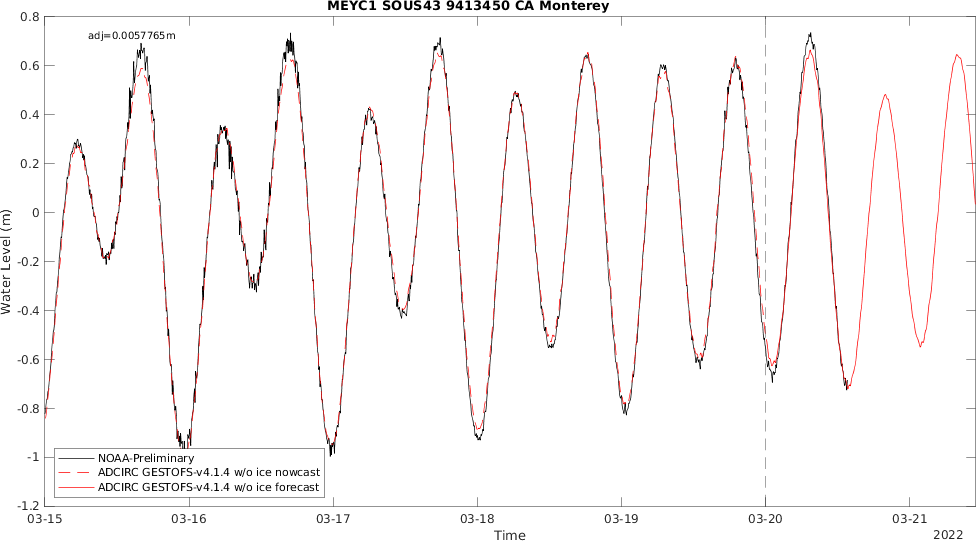 MEYC1 SOUS43 9413450 CA Monterey
adj=0.0057765m
0.8
0.6
0.4
0.2
0
-0.2
-0.4
-0.6
-0.8
-1
-1.2
Water Level (m)
NOAA-Preliminary
ADCIRC GESTOFS-v4.1.4 w/o ice nowcast
ADCIRC GESTOFS-v4.1.4 w/o ice forecast
03-15 03-16 03-17 03-18 03-19 03-20 03-21
Time
2022